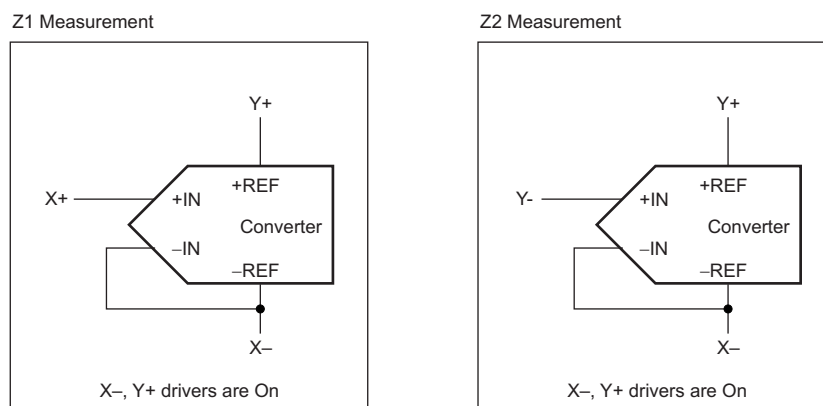 Z1 Measurement
Y+
X+
+IN
+REF
Converter
–IN
–REF
X–
X–, Y+ drivers are On
Z2 Measurement
Y+
Y-
+IN
+REF
Converter
–IN
–REF
X–
X–, Y+ drivers are On